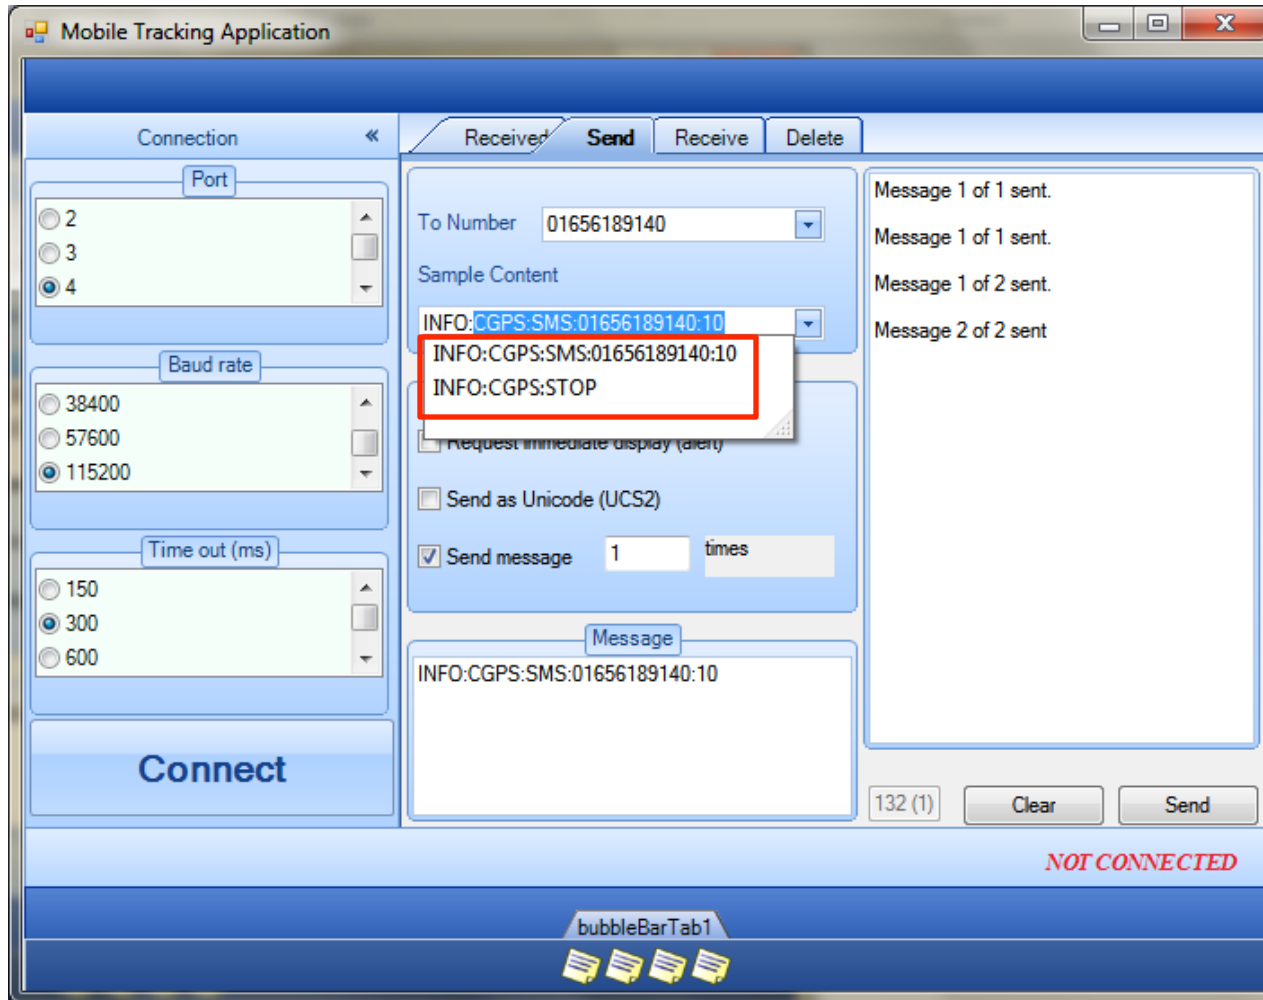 Mobile Tracking Application
Connection «
Received Send Receive Delete
Port
2
3
4
Baud rate
38400
57600
115200
Time out (ms)
150
300
600
Connect
To Number 01656189140
Sample Content
INFO:CGPS:SMS:01656189140:10
INFO:CGPS:SMS:01656189140:10
INFO:CGPS:STOP
Request immediate display (alert)
Send as Unicode (UCS2)
Send message 1 times
Message
INFO:CGPS:SMS:01656189140:10
Message 1 of 1 sent.
Message 1 of 1 sent.
Message 1 of 2 sent.
Message 2 of 2 sent
132 (1) Clear Send
NOT CONNECTED
bubbleBarTab1